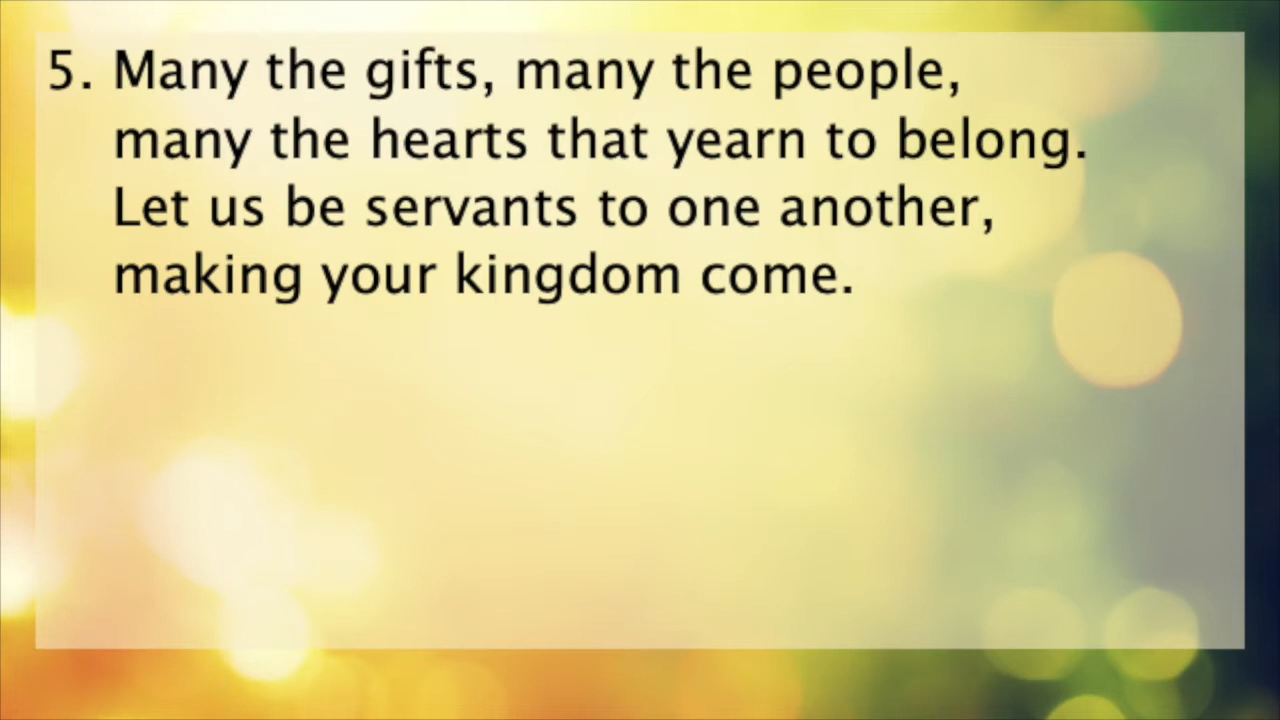 5. Many the gifts, many the people,
many the hearts that yearn to belong.
Let us be servants to one another,
making your kingdom come.